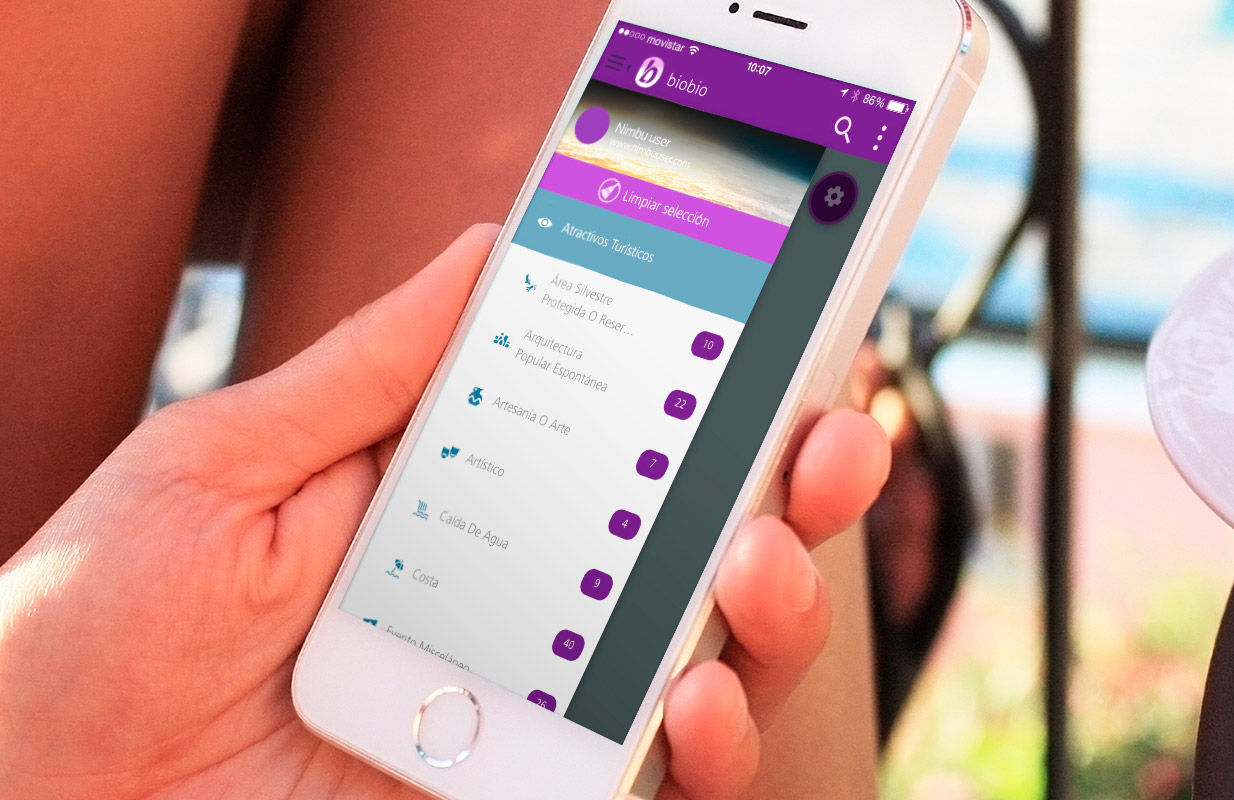 movistar
10:07
86%
biobio
Nimbu user
www.nimbuuser.com
Limpiar selección
Atractivos Turísticos
Área Silvestre
Protegida O Reser...
10
Arquitectura
Popular Espontánea
22
Artesanía O Arte
7
Artístico
4
Caída De Agua
9
Costa
40
Evento Misceláneo
26